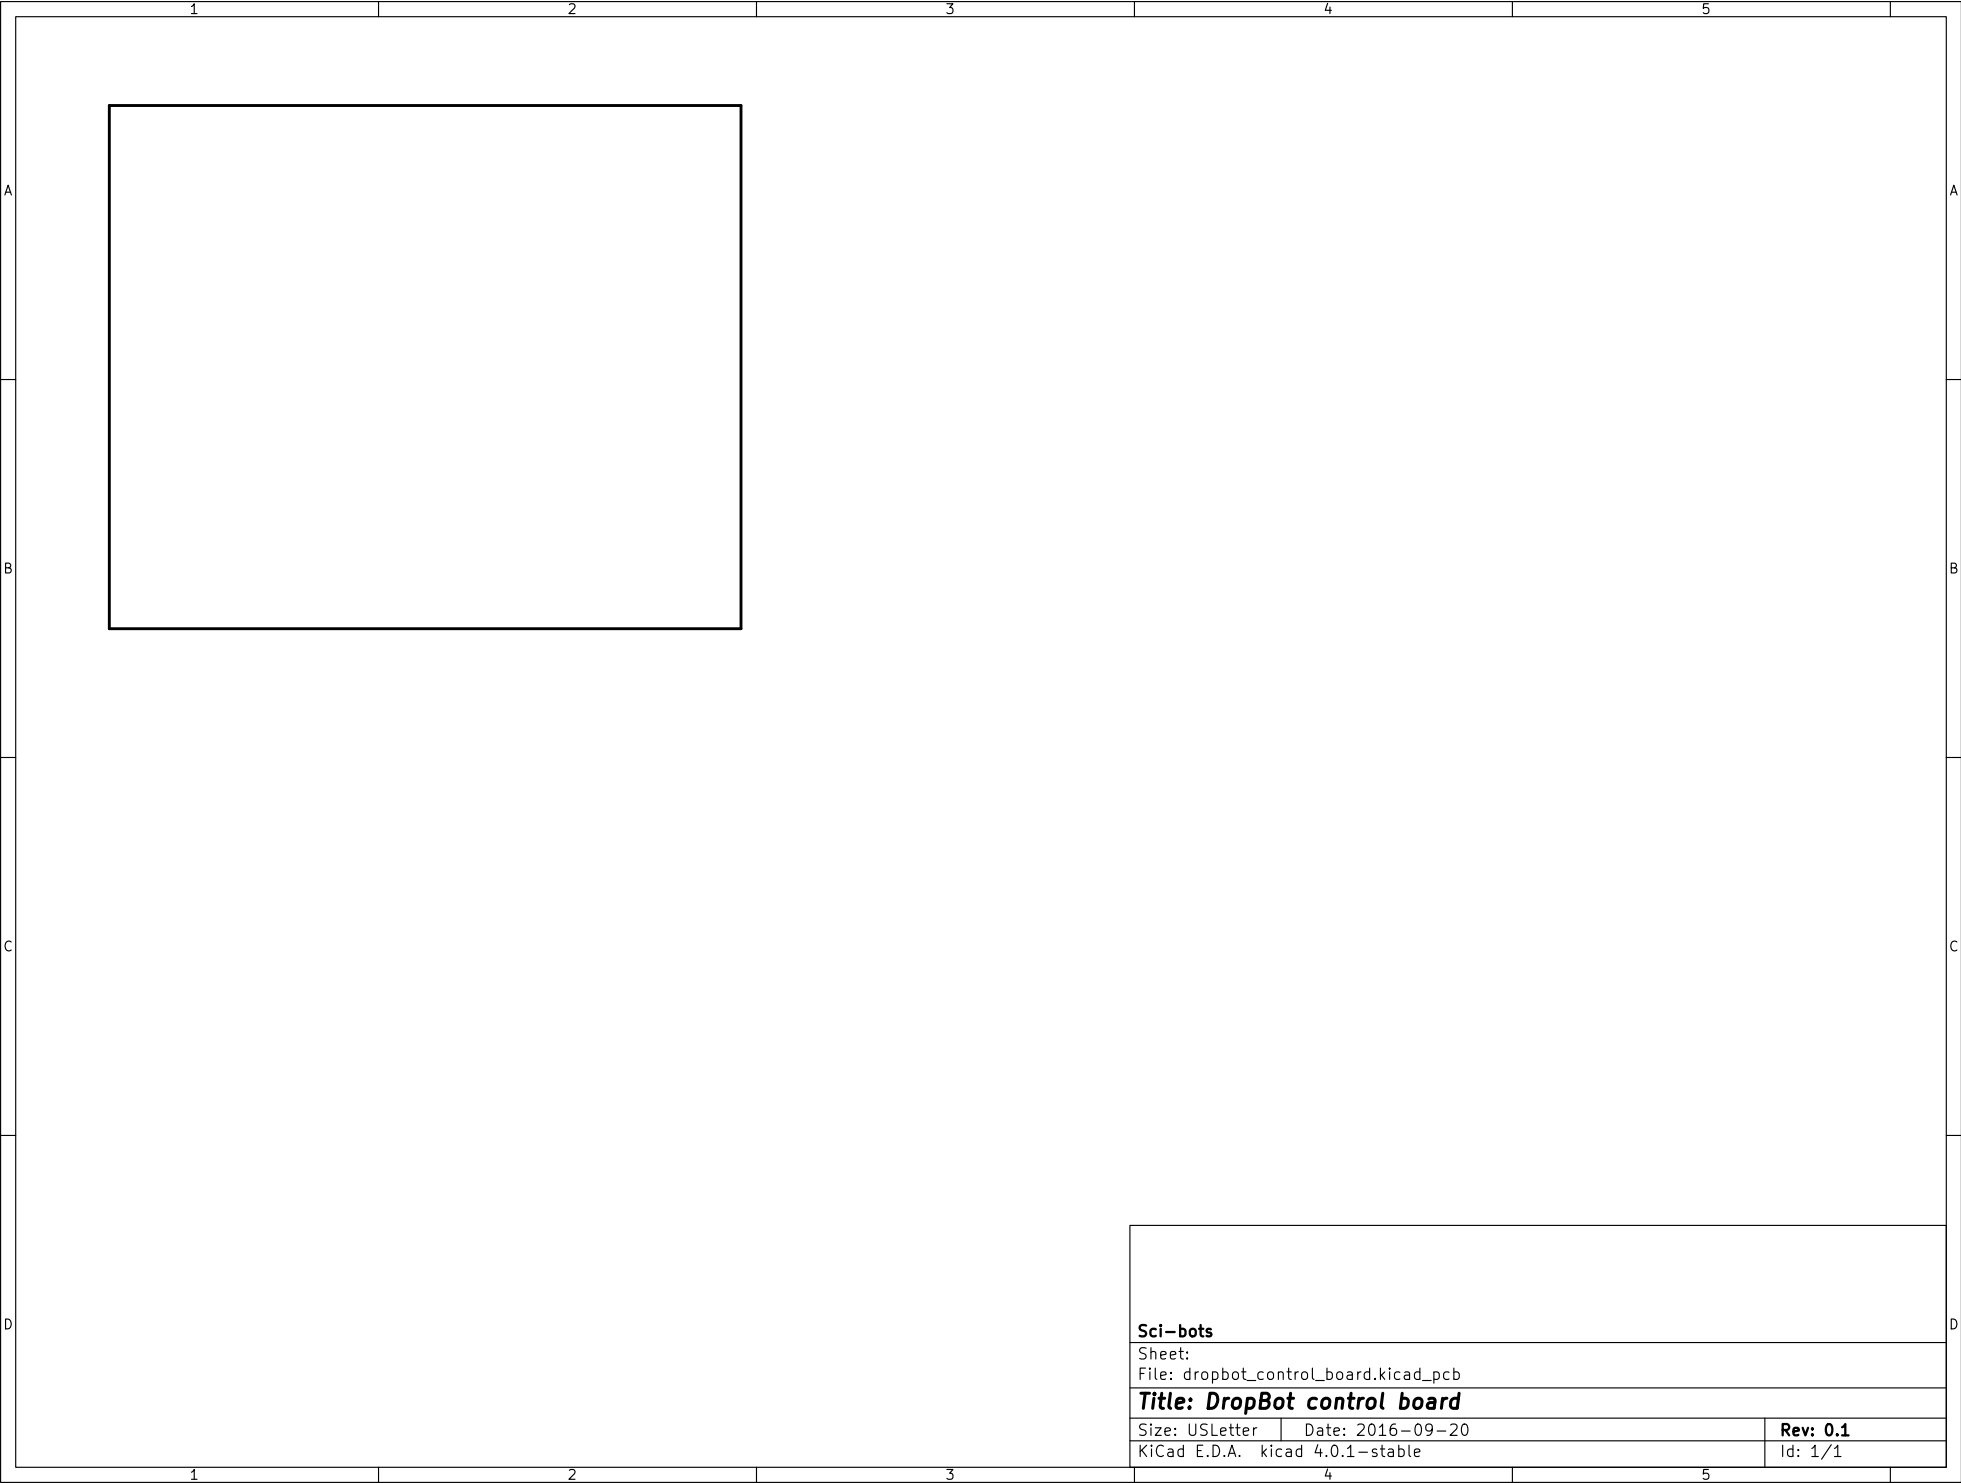 1 2 3 4 5
A A
B B
C C
D D
Sci-bots
Sheet:
File: dropbot_control_board.kicad_pcb
Title: DropBot control board
Size: USLetter Date: 2016-09-20 Rev: 0.1
KiCad E.D.A. kicad 4.0.1-stable Id: 1/1
1 2 3 4 5